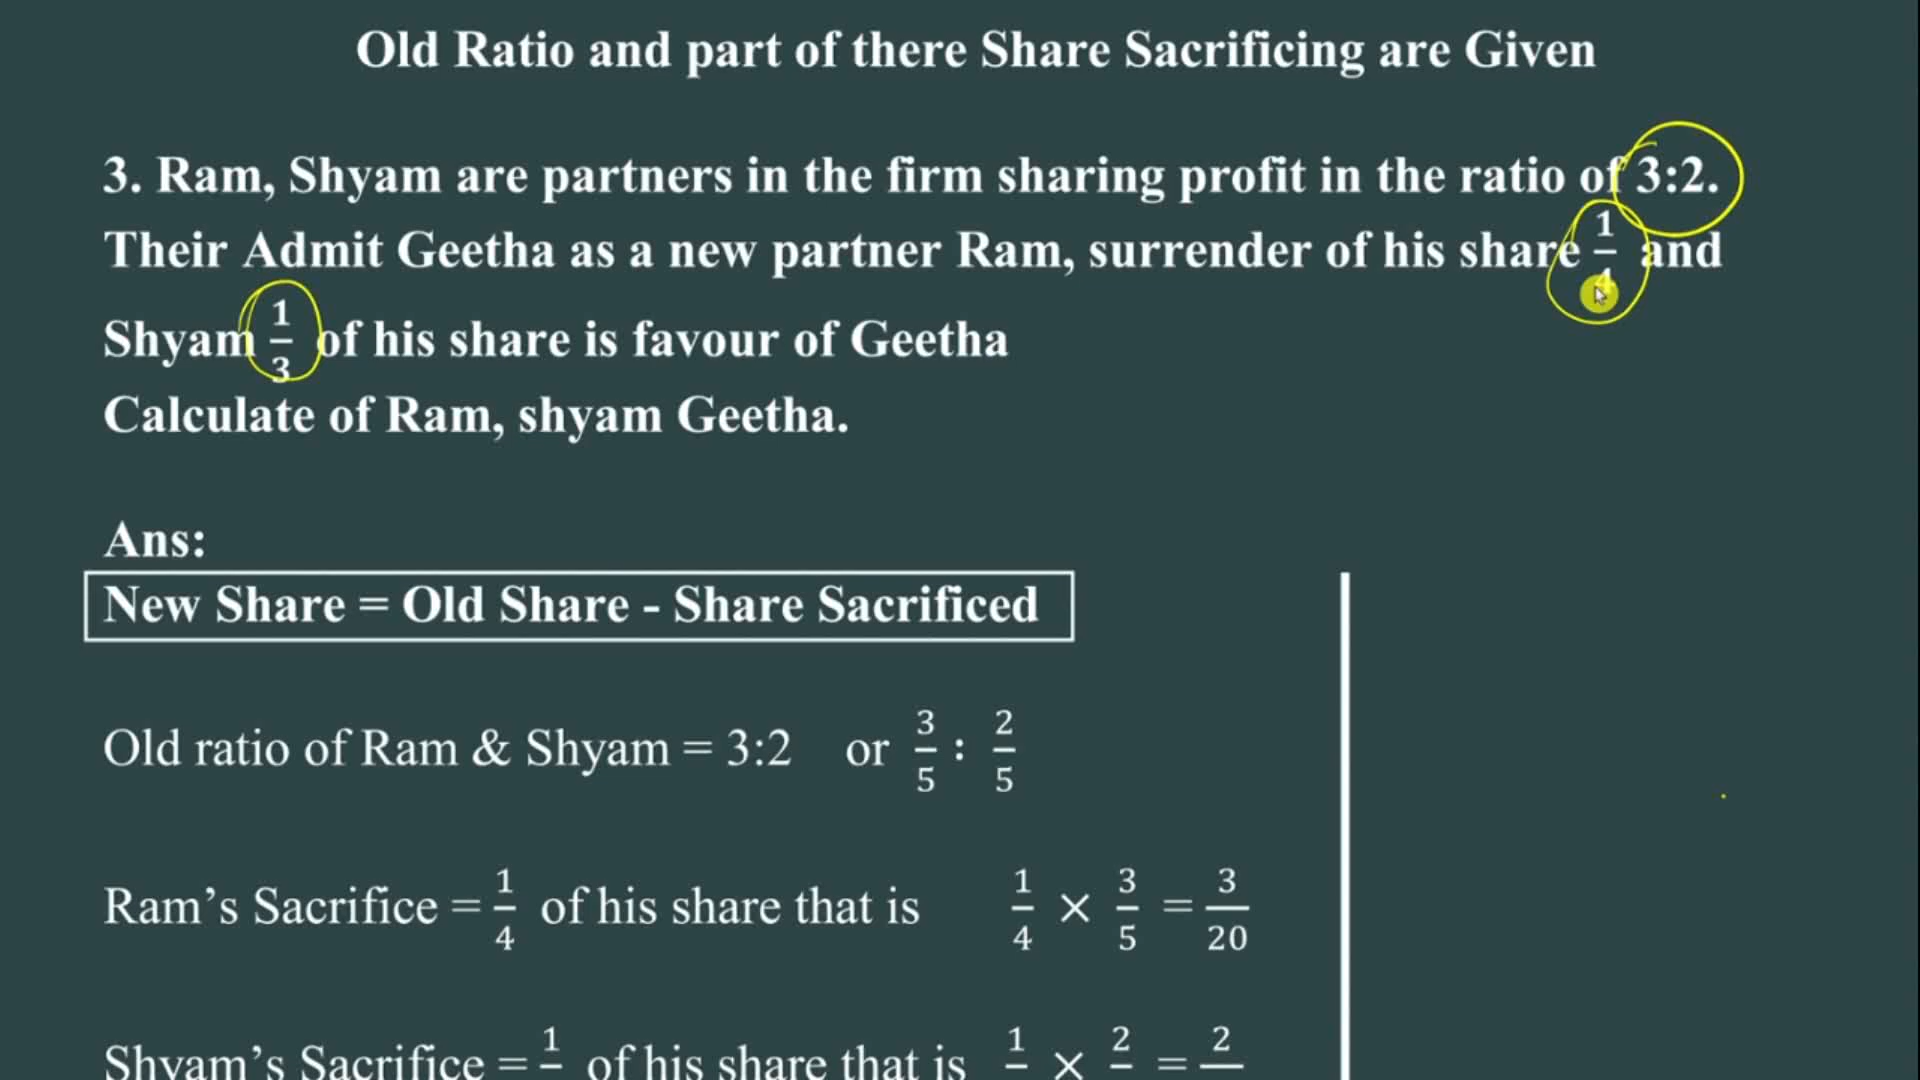 Old Ratio and part of there Share Sacrificing are Given
3. Ram, Shyam are partners in the firm sharing profit in the ratio of 3:2.
Their Admit Geetha as a new partner Ram, surrender of his share 1/4 and
Shyam 1/3 of his share is favour of Geetha
Calculate of Ram, shyam Geetha.
Ans:
New Share = Old Share - Share Sacrificed
Old ratio of Ram & Shyam = 3:2 or 3/5 : 2/5
Ram's Sacrifice = 1/4 of his share that is 1/4 × 3/5 = 3/20
Shyam's Sacrifice = 1 of his share that is 1 × 2 = 2